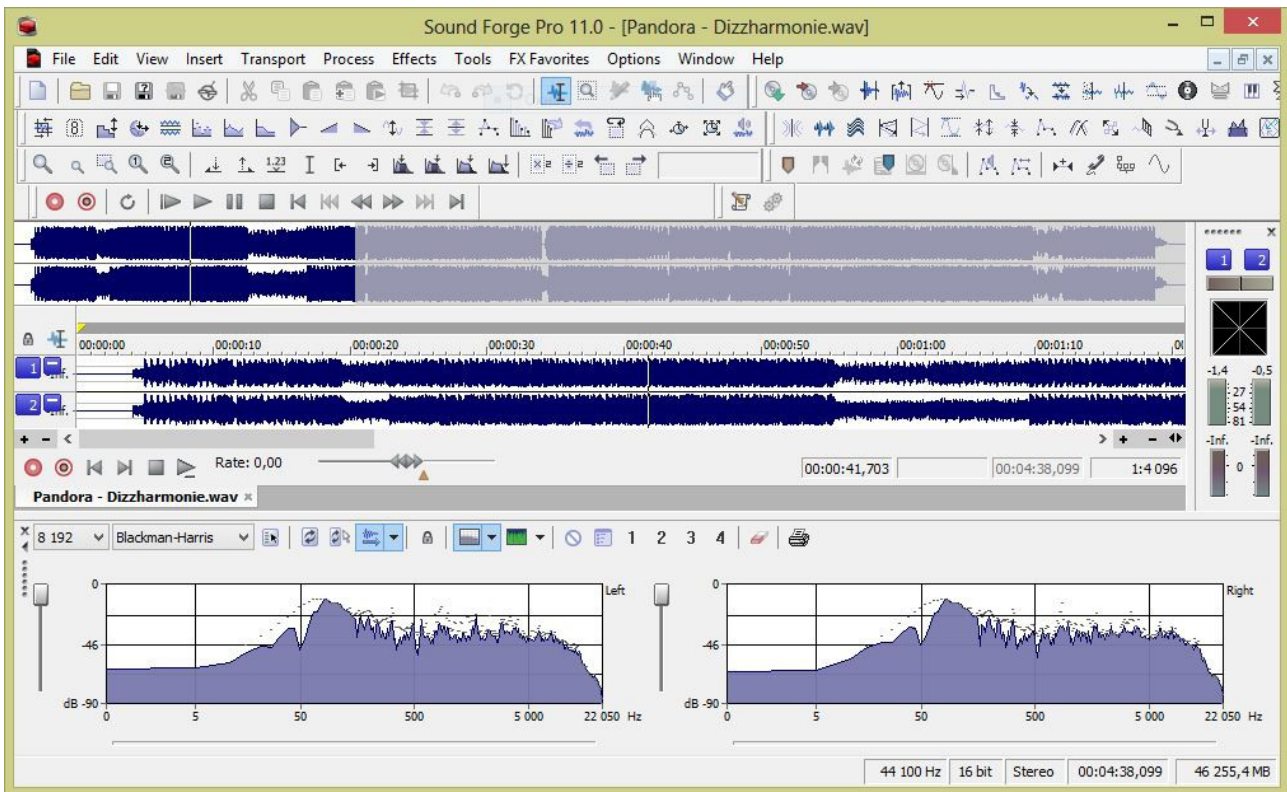 Sound Forge Pro 11.0 - [Pandora - Dizzharmonie.wav]
File Edit View Insert Transport Process Effects Tools FX Favorites Options Window Help
1.23
1 2
00:00:00 00:00:10 00:00:20 00:00:30 00:00:40 00:00:50 00:01:00 00:01:10
-1,4 -0,5
27
54
81
1 -Inf.
2 -Inf.
-Inf. -Inf.
0
Rate: 0,00 00:00:41,703 00:04:38,099 1:4 096
Pandora - Dizzharmonie.wav
8 192 Blackman-Harris 1 2 3 4
0 Left
-46
dB -90
0 5 50 500 5 000 22 050 Hz
0 Right
-46
dB -90
0 5 50 500 5 000 22 050 Hz
44 100 Hz 16 bit Stereo 00:04:38,099 46 255,4 MB